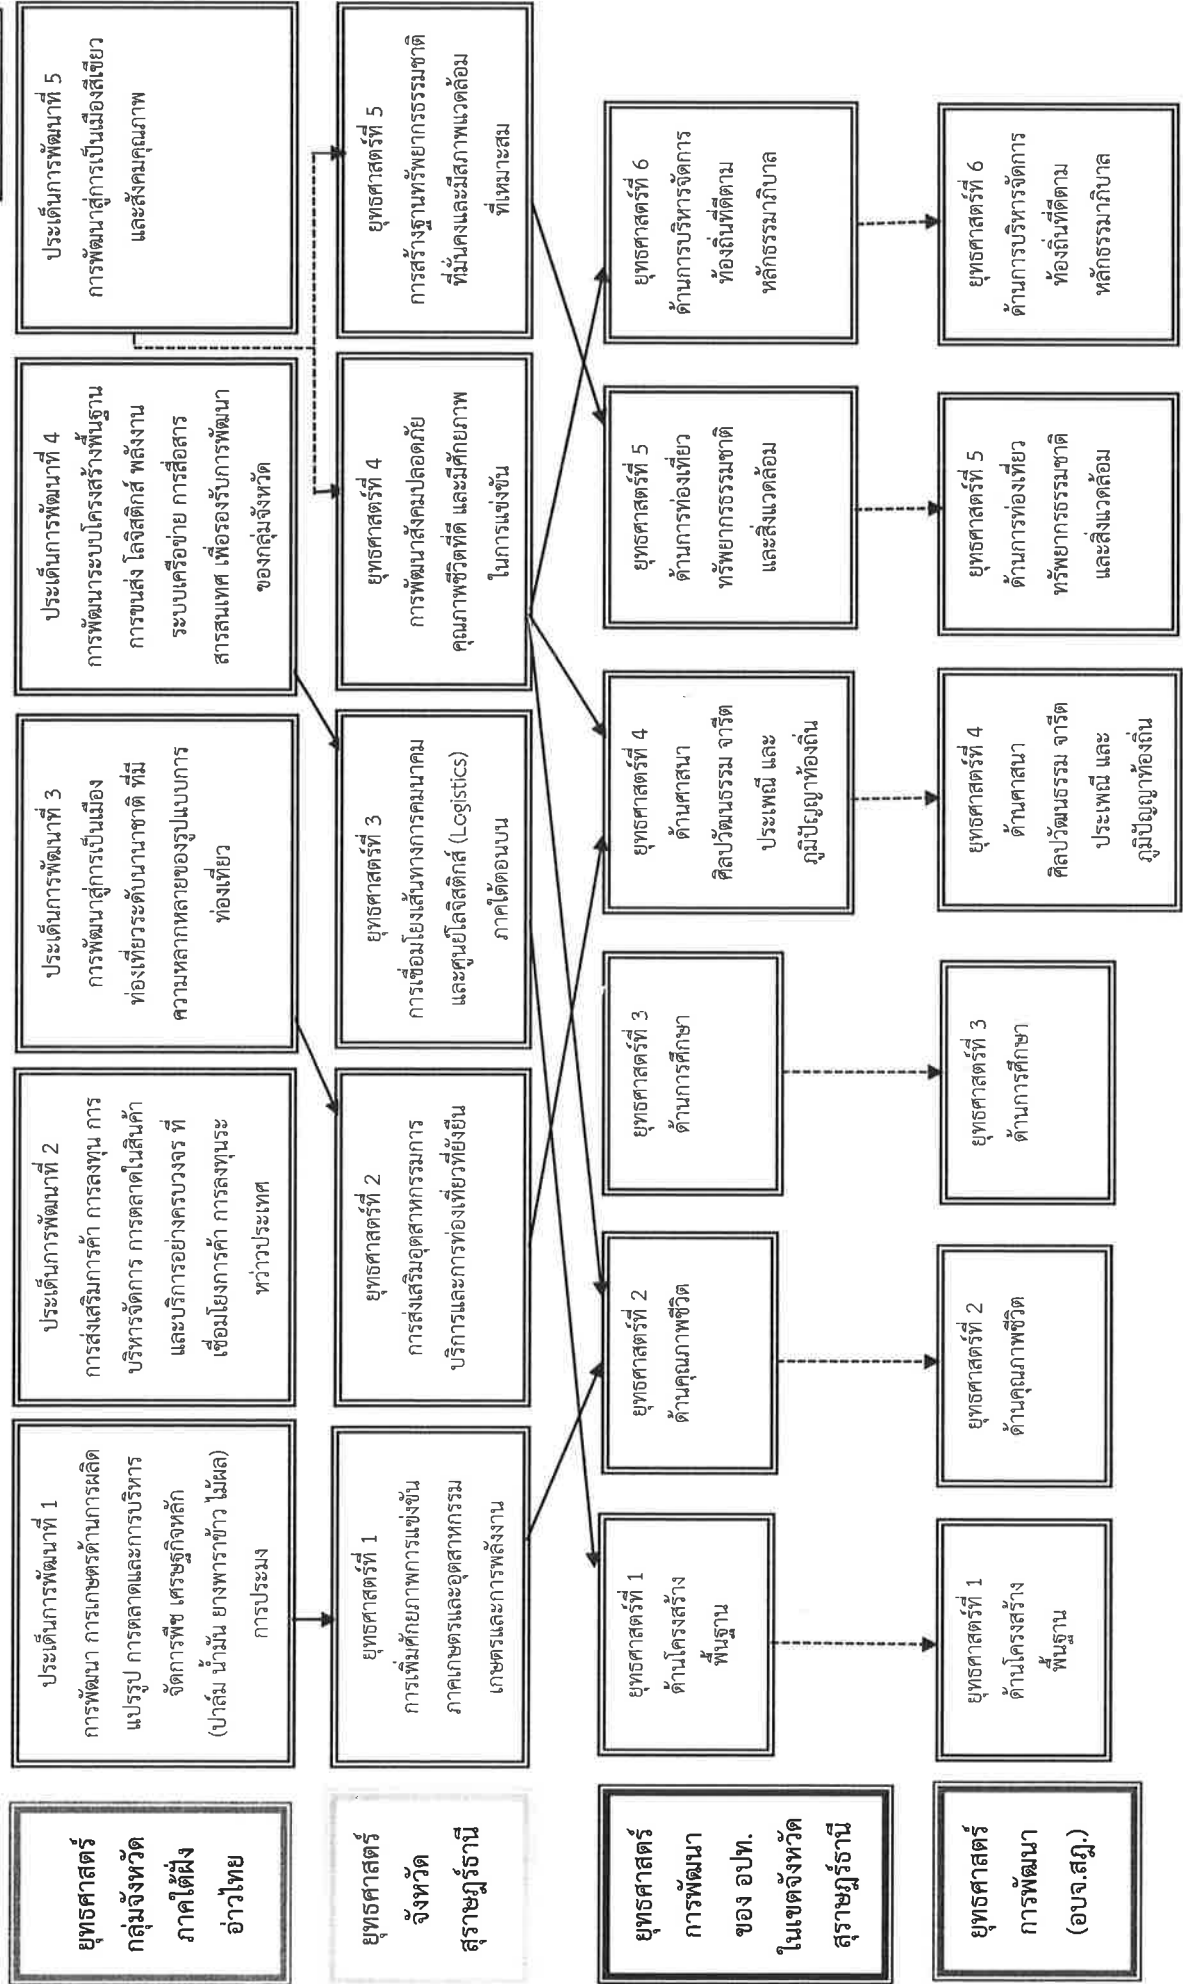 ยุทธศาสตร์
กลุ่มจังหวัด
ภาคใต้ฝั่ง
อ่าวไทย
ประเด็นการพัฒนาที่ 1
การพัฒนา การเกษตรด้านการผลิต
แปรรูป การตลาดและการบริหาร
จัดการพืช เศรษฐกิจหลัก
(ปาล์ม น้ำมัน ยางพาราข้าว ไม้ผล)
การประมง
ประเด็นการพัฒนาที่ 2
การส่งเสริมการค้า การลงทุน การ
บริหารจัดการ การตลาดในสินค้า
และบริการอย่างครบวงจร ที่
เชื่อมโยงการค้า การลงทุนระ
หว่าวประเทศ
ประเด็นการพัฒนาที่ 3
การพัฒนาสู่การเป็นเมือง
ท่องเที่ยวระดับนานาชาติ ที่มี
ความหลากหลายของรูปแบบการ
ท่องเที่ยว
ประเด็นการพัฒนาที่ 4
การพัฒนาระบบโครงสร้างพื้นฐาน
การขนส่ง โลจิสติกส์ พลังงาน
ระบบเครือข่าย การสื่อสาร
สารสนเทศ เพื่อรองรับการพัฒนา
ของกลุ่มจังหวัด
ประเด็นการพัฒนาที่ 5
การพัฒนาสู่การเป็นเมืองสีเขียว
และสังคมคุณภาพ
ยุทธศาสตร์
จังหวัด
สุราษฎร์ธานี
ยุทธศาสตร์ที่ 1
การเพิ่มศักยภาพการแข่งขัน
ภาคเกษตรและอุตสาหกรรม
เกษตรและการพลังงาน
ยุทธศาสตร์ที่ 2
การส่งเสริมอุตสาหกรรมการ
บริการและการท่องเที่ยวที่ยั่งยืน
ยุทธศาสตร์ที่ 3
การเชื่อมโยงเส้นทางการคมนาคม
และศูนย์โลจิสติกส์ (Logistics)
ภาคใต้ตอนบน
ยุทธศาสตร์ที่ 4
การพัฒนาสังคมปลอดภัย
คุณภาพชีวิตที่ดี และมีศักยภาพ
ในการแข่งขัน
ยุทธศาสตร์ที่ 5
การสร้างฐานทรัพยากรธรรมชาติ
ที่มั่นคงและมีสภาพแวดล้อม
ที่เหมาะสม
ยุทธศาสตร์
การพัฒนา
ของ อปท.
ในเขตจังหวัด
สุราษฎร์ธานี
ยุทธศาสตร์ที่ 1
ด้านโครงสร้าง
พื้นฐาน
ยุทธศาสตร์ที่ 2
ด้านคุณภาพชีวิต
ยุทธศาสตร์ที่ 3
ด้านการศึกษา
ยุทธศาสตร์ที่ 4
ด้านศาสนา
ศิลปวัฒนธรรม จารีต
ประเพณี และ
ภูมิปัญญาท้องถิ่น
ยุทธศาสตร์ที่ 5
ด้านการท่องเที่ยว
ทรัพยากรธรรมชาติ
และสิ่งแวดล้อม
ยุทธศาสตร์ที่ 6
ด้านการบริหารจัดการ
ท้องถิ่นที่ดีตาม
หลักธรรมาภิบาล
ยุทธศาสตร์
การพัฒนา
(อบจ.สฎ.)
ยุทธศาสตร์ที่ 1
ด้านโครงสร้าง
พื้นฐาน
ยุทธศาสตร์ที่ 2
ด้านคุณภาพชีวิต
ยุทธศาสตร์ที่ 3
ด้านการศึกษา
ยุทธศาสตร์ที่ 4
ด้านศาสนา
ศิลปวัฒนธรรม จารีต
ประเพณี และ
ภูมิปัญญาท้องถิ่น
ยุทธศาสตร์ที่ 5
ด้านการท่องเที่ยว
ทรัพยากรธรรมชาติ
และสิ่งแวดล้อม
ยุทธศาสตร์ที่ 6
ด้านการบริหารจัดการ
ท้องถิ่นที่ดีตาม
หลักธรรมาภิบาล